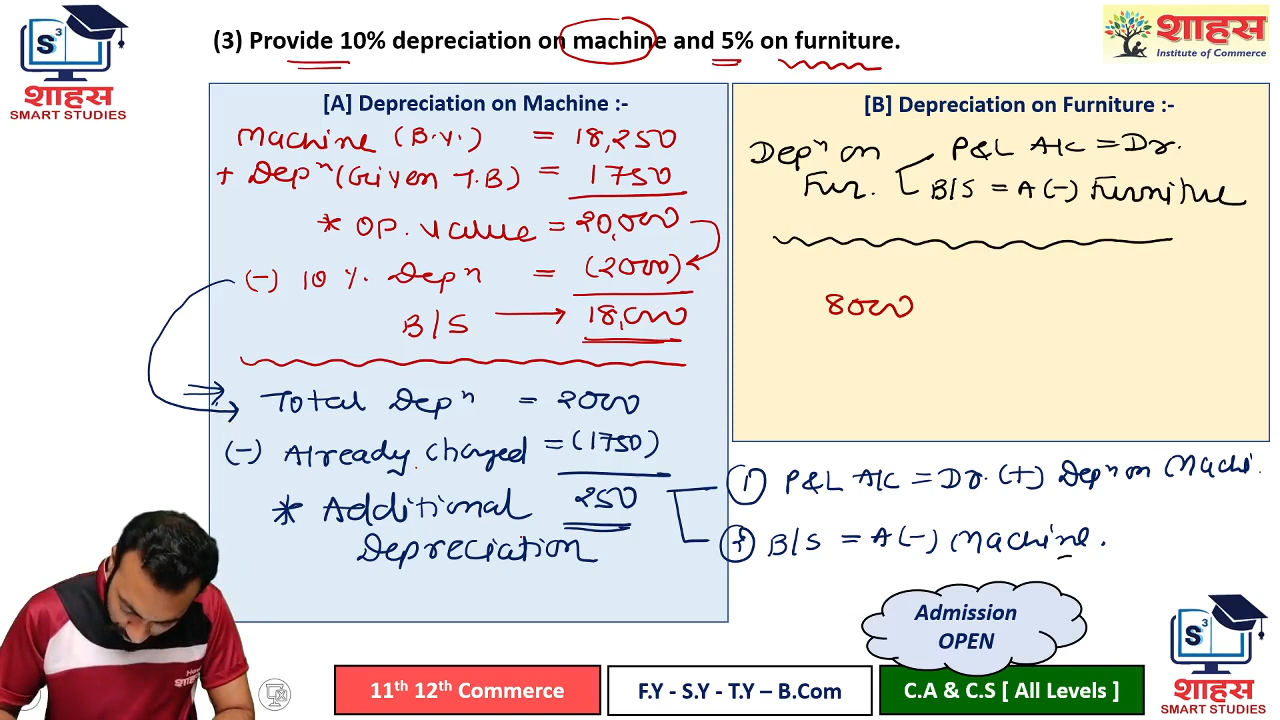 S³
शाहस
SMART STUDIES
(3) Provide 10% depreciation on machine and 5% on furniture.
शाहस
Institute of Commerce
[A] Depreciation on Machine :-
Machine (B.V.) = 18,250
+ Depⁿ (Given T.B) = 1750
* OP. value = 20,000
(-) 10 %. Depⁿ = (2000)
B/S → 18,000
Total Depⁿ = 2000
(-) Already charged = (1750)
* Additional 250
Depreciation
[B] Depreciation on Furniture :-
Depⁿ on P&L A/C = Dr.
Fur. B/S = A (-) Furniture
8000
① P&L A/C = Dr. (+) Depⁿ on Machi.
B/S = A (-) Machine.
Admission
OPEN
11th 12th Commerce
F.Y - S.Y - T.Y – B.Com
C.A & C.S [ All Levels ]
S³
शाहस
SMART STUDIES